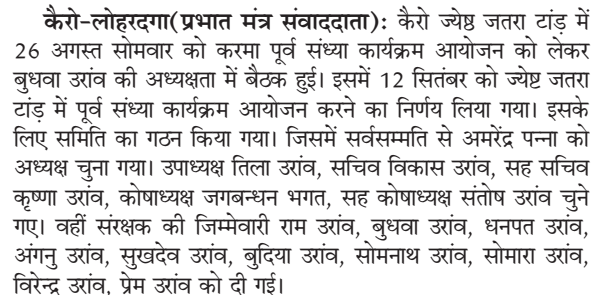 कैरो-लोहरदगा(प्रभात मंत्र संवाददाता): कैरो ज्येष्ठ जतरा टांड़ में
26 अगस्त सोमवार को करमा पूर्व संध्या कार्यक्रम आयोजन को लेकर
बुधवा उरांव की अध्यक्षता में बैठक हुई। इसमें 12 सितंबर को ज्येष्ट जतरा
टांड़ में पूर्व संध्या कार्यक्रम आयोजन करने का निर्णय लिया गया। इसके
लिए समिति का गठन किया गया। जिसमें सर्वसम्मति से अमरेंद्र पन्ना को
अध्यक्ष चुना गया। उपाध्यक्ष तिला उरांव, सचिव विकास उरांव, सह सचिव
कृष्णा उरांव, कोषाध्यक्ष जगबन्धन भगत, सह कोषाध्यक्ष संतोष उरांव चुने
गए। वहीं संरक्षक की जिम्मेवारी राम उरांव, बुधवा उरांव, धनपत उरांव,
अंगनु उरांव, सुखदेव उरांव, बुदिया उरांव, सोमनाथ उरांव, सोमारा उरांव,
विरेन्द्र उरांव, प्रेम उरांव को दी गई।